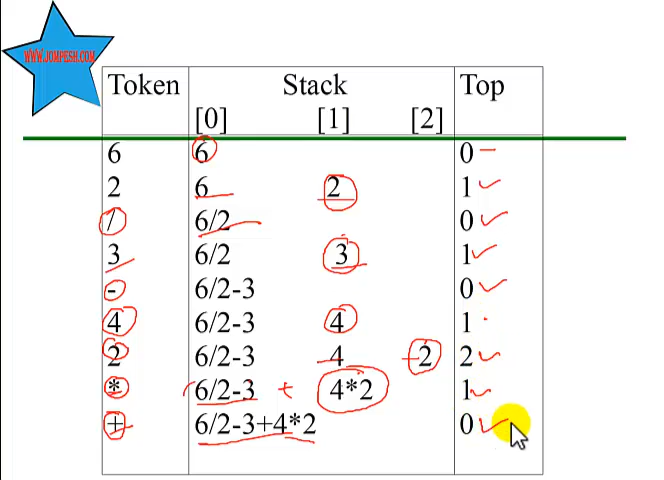 WWW.JOMPESH.COM
Token Stack Top
[0] [1] [2]
6 6 0
2 6 2 1
/ 6/2 0
3 6/2 3 1
- 6/2-3 0
4 6/2-3 4 1
2 6/2-3 4 2 2
* 6/2-3 + 4*2 1
+ 6/2-3+4*2 0